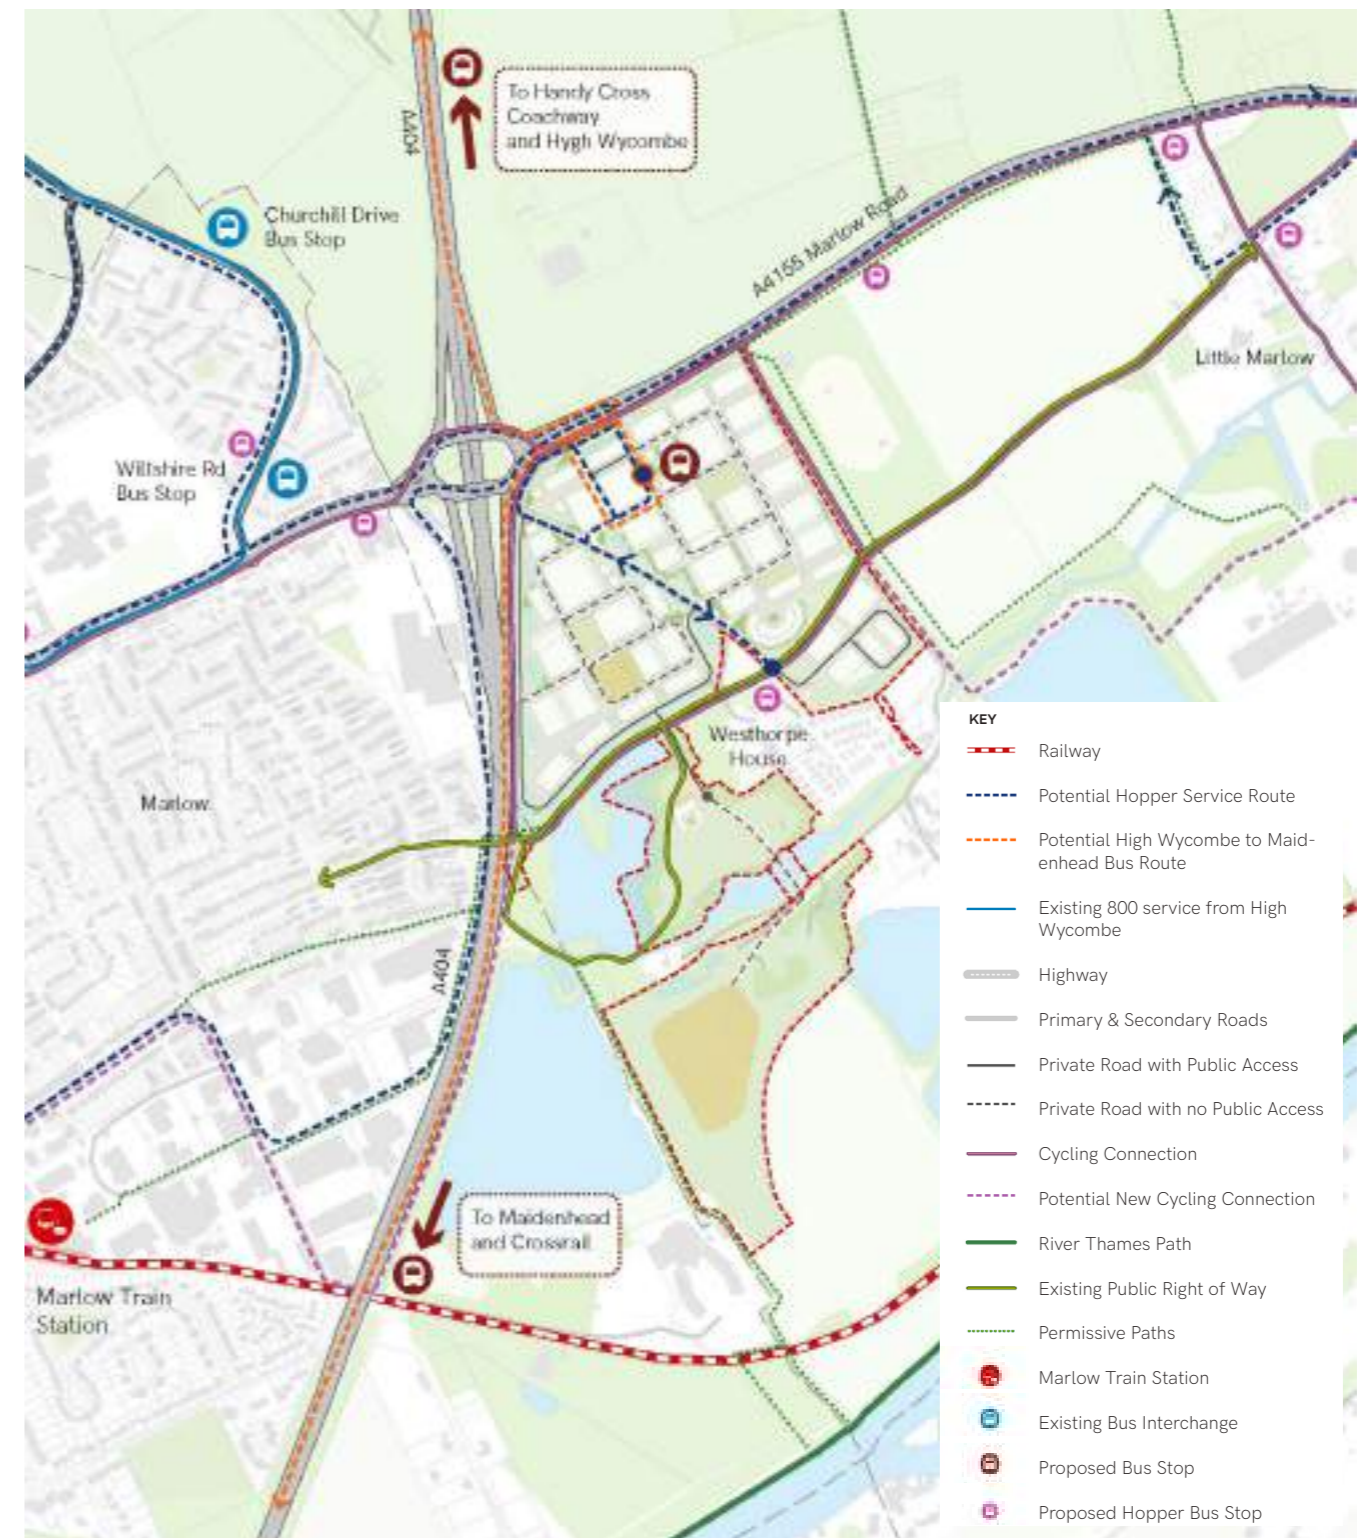 A404
To Handy Cross
Coachway
and Hygh Wycombe
Churchill Drive
Bus Stop
A4155 Marlow Road
Little Marlow
Wiltshire Rd
Bus Stop
Westhorpe
House
Marlow
A404
To Maidenhead
and Crossrail
Marlow Train
Station
KEY
Railway
Potential Hopper Service Route
Potential High Wycombe to Maid-
enhead Bus Route
Existing 800 service from High
Wycombe
Highway
Primary & Secondary Roads
Private Road with Public Access
Private Road with no Public Access
Cycling Connection
Potential New Cycling Connection
River Thames Path
Existing Public Right of Way
Permissive Paths
Marlow Train Station
Existing Bus Interchange
Proposed Bus Stop
Proposed Hopper Bus Stop